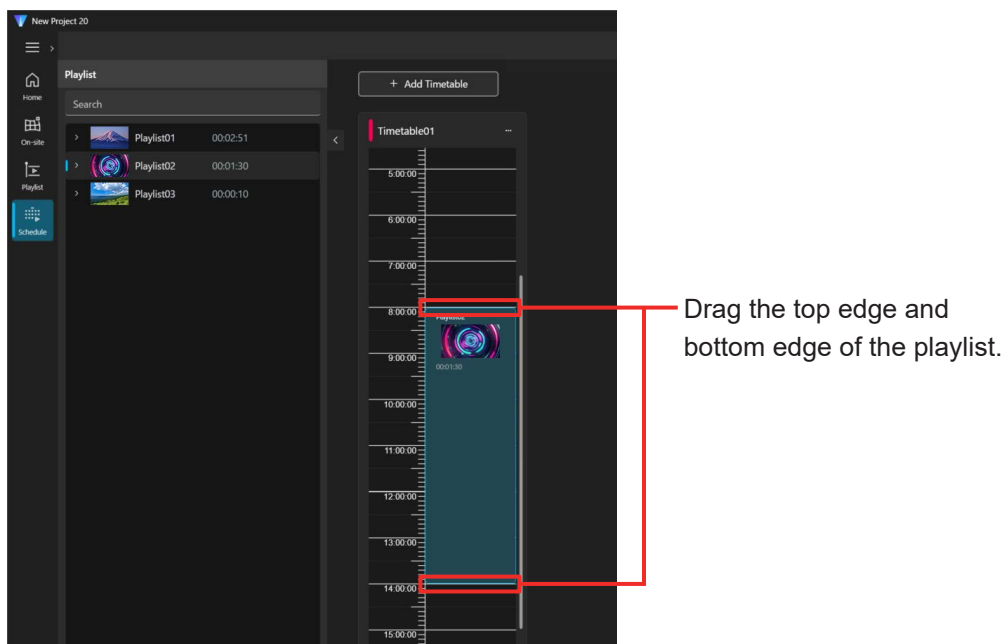 New Project 20
Home
On-site
Playlist
Schedule
Playlist
Search
Playlist01 00:02:51
Playlist02 00:01:30
Playlist03 00:00:10
+ Add Timetable
Timetable01
5:00:00
6:00:00
7:00:00
8:00:00
Playlist02
9:00:00
00:01:30
10:00:00
11:00:00
12:00:00
13:00:00
14:00:00
15:00:00
Drag the top edge and
bottom edge of the playlist.